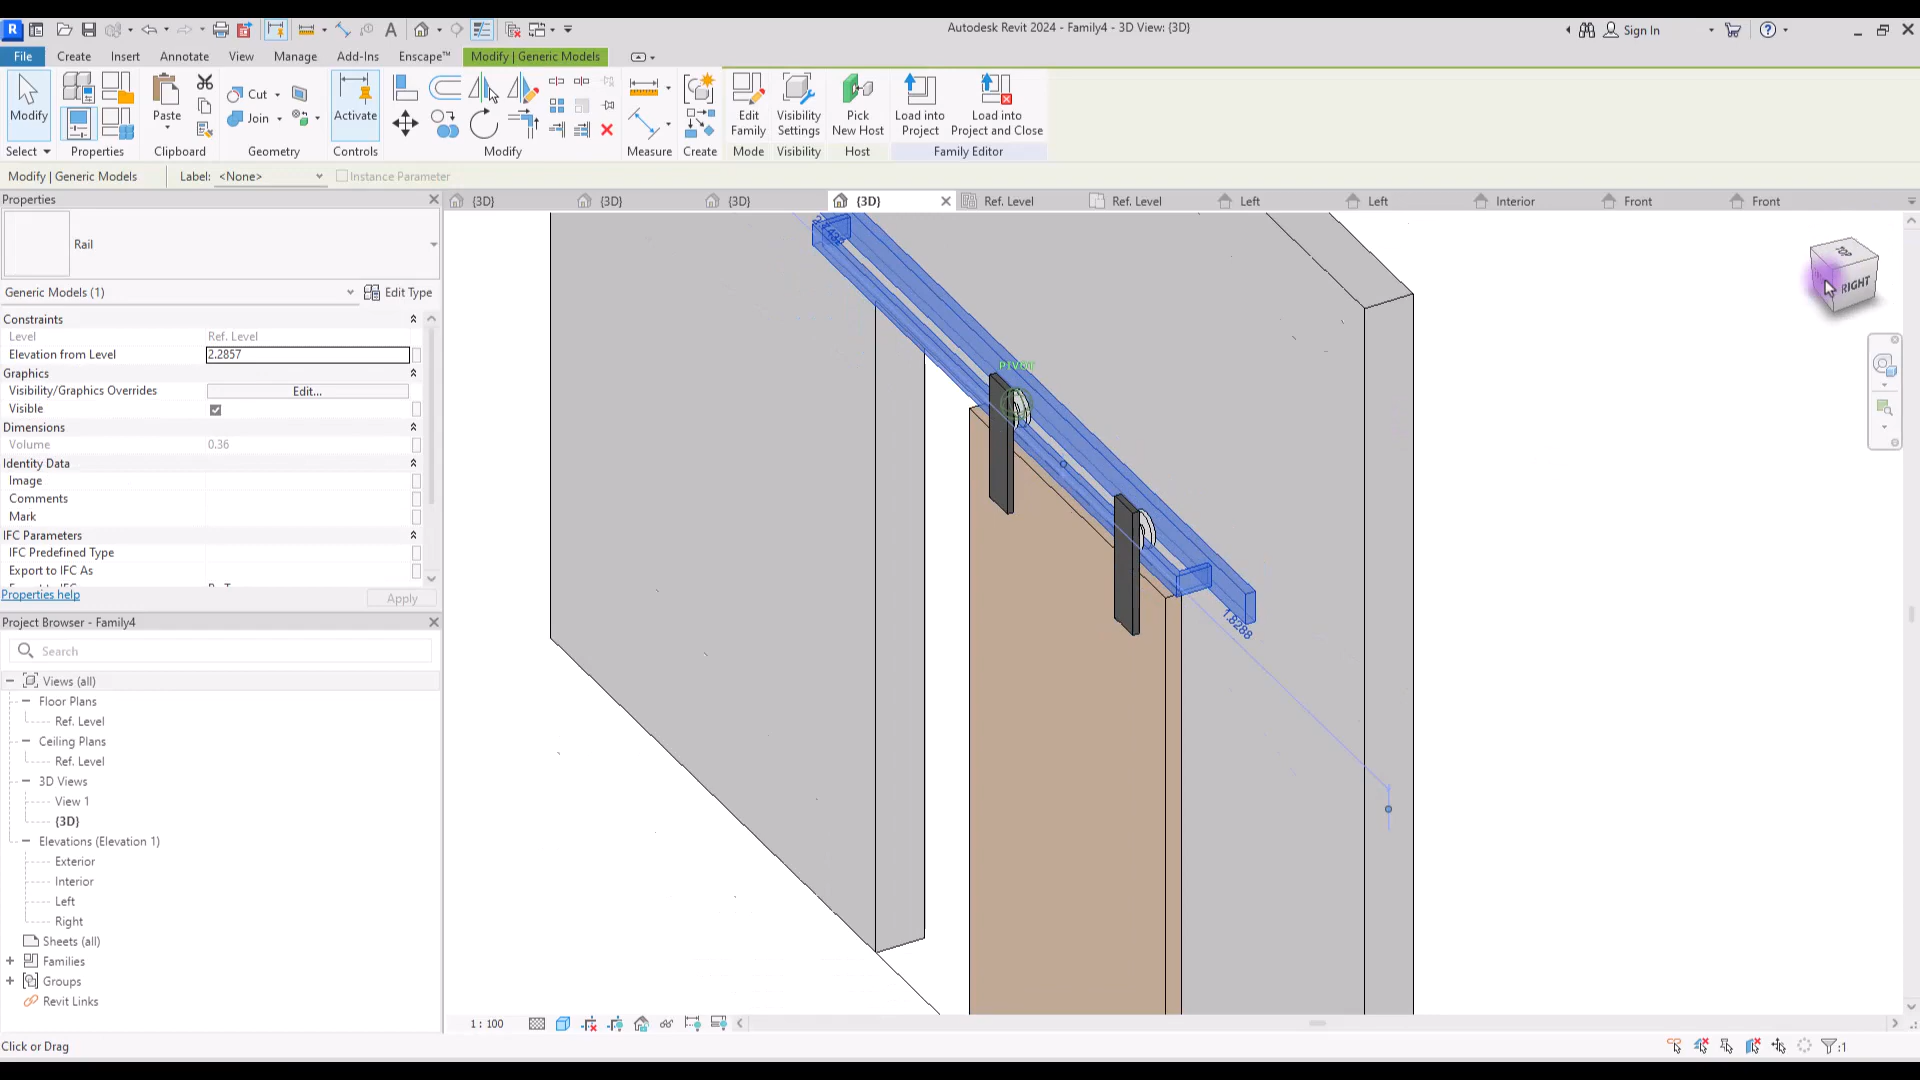 Autodesk Revit 2024 - Family4 - 3D View: {3D}
Sign In
File Create Insert Annotate View Manage Add-Ins Enscape™ Modify | Generic Models
Modify
Paste
Cut
Join
Activate
Edit Family
Visibility Settings
Pick New Host
Load into Project
Load into Project and Close
Select Properties Clipboard Geometry Controls Modify Measure Create Mode Visibility Host Family Editor
Modify | Generic Models Label: <None> Instance Parameter
Properties
{3D} {3D} {3D} {3D} Ref. Level Ref. Level Left Left Interior Front Front
Rail
Generic Models (1) Edit Type
Constraints
Level Ref. Level
Elevation from Level 2.2857
Graphics
Visibility/Graphics Overrides Edit...
Visible
Dimensions
Volume 0.36
Identity Data
Image
Comments
Mark
IFC Parameters
IFC Predefined Type
Export to IFC As
Properties help Apply
Project Browser - Family4
Search
Views (all)
Floor Plans
Ref. Level
Ceiling Plans
Ref. Level
3D Views
View 1
{3D}
Elevations (Elevation 1)
Exterior
Interior
Left
Right
Sheets (all)
Families
Groups
Revit Links
PIVOT
1.8288
TOP
RIGHT
1 : 100
Click or Drag
:1